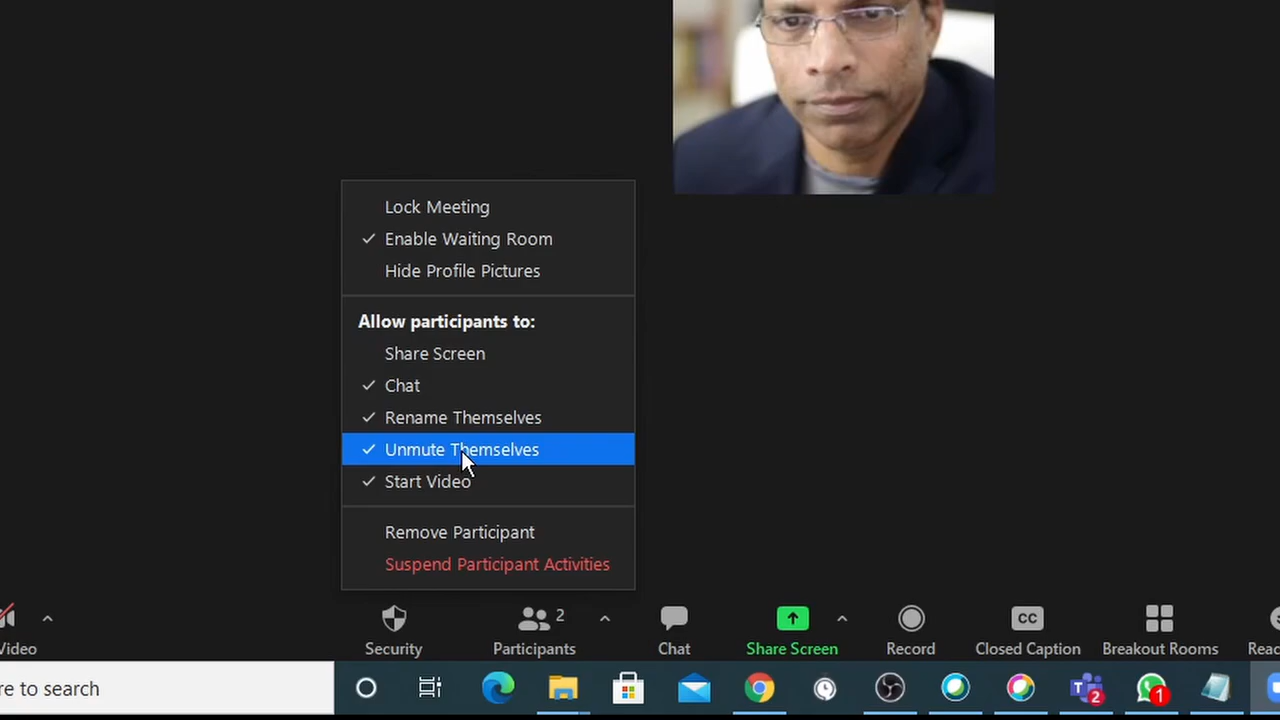 Lock Meeting
✓ Enable Waiting Room
Hide Profile Pictures
Allow participants to:
Share Screen
✓ Chat
✓ Rename Themselves
✓ Unmute Themselves
✓ Start Video
Remove Participant
Suspend Participant Activities
2
Video Security Participants Chat Share Screen CC Record Closed Caption Breakout Rooms Reac
re to search
2 1